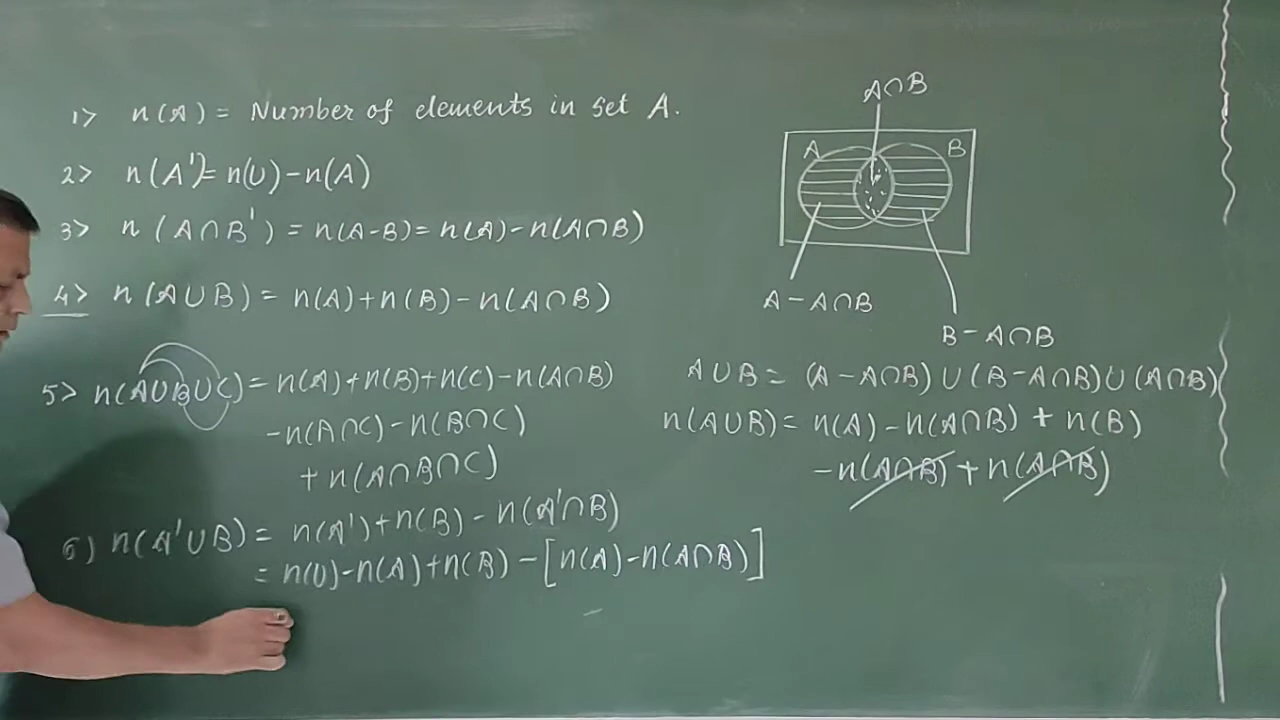 1> n(A) = Number of elements in set A.
2> n(A') = n(U) - n(A)
3> n(A∩B') = n(A-B) = n(A) - n(A∩B)
4> n(A∪B) = n(A) + n(B) - n(A∩B)
5> n(A∪B∪C) = n(A) + n(B) + n(C) - n(A∩B)
- n(A∩C) - n(B∩C)
+ n(A∩B∩C)
6) n(A'∪B) = n(A') + n(B) - n(A'∩B)
= n(U) - n(A) + n(B) - [n(A) - n(A∩B)]
A∩B
A B
A - A∩B
B - A∩B
A∪B = (A - A∩B) ∪ (B - A∩B) ∪ (A∩B)
n(A∪B) = n(A) - n(A∩B) + n(B)
- n(A∩B) + n(A∩B)